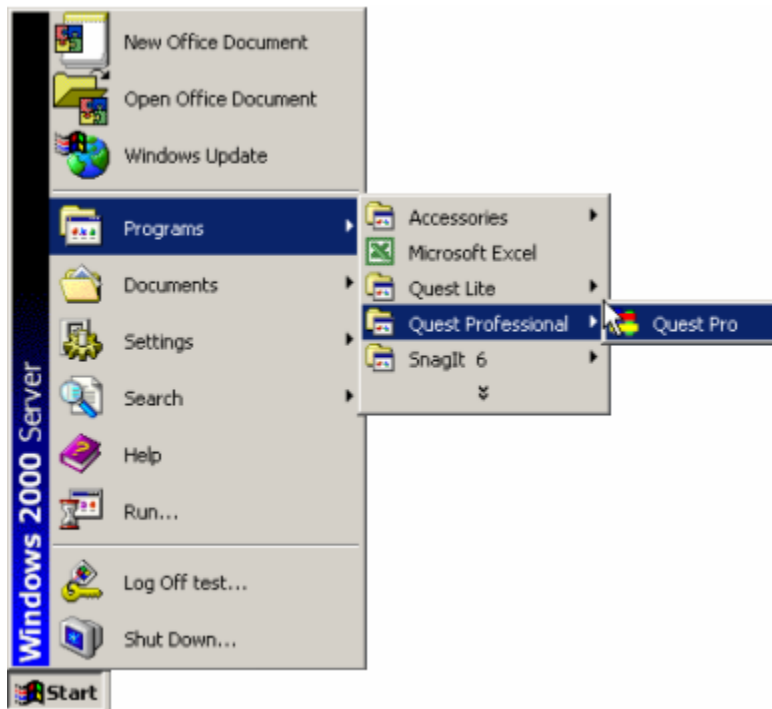 New Office Document
Open Office Document
Windows Update
Programs
Documents
Settings
Search
Help
Run...
Log Off test...
Shut Down...
Windows 2000 Server
Start
Accessories
Microsoft Excel
Quest Lite
Quest Professional
SnagIt 6
Quest Pro